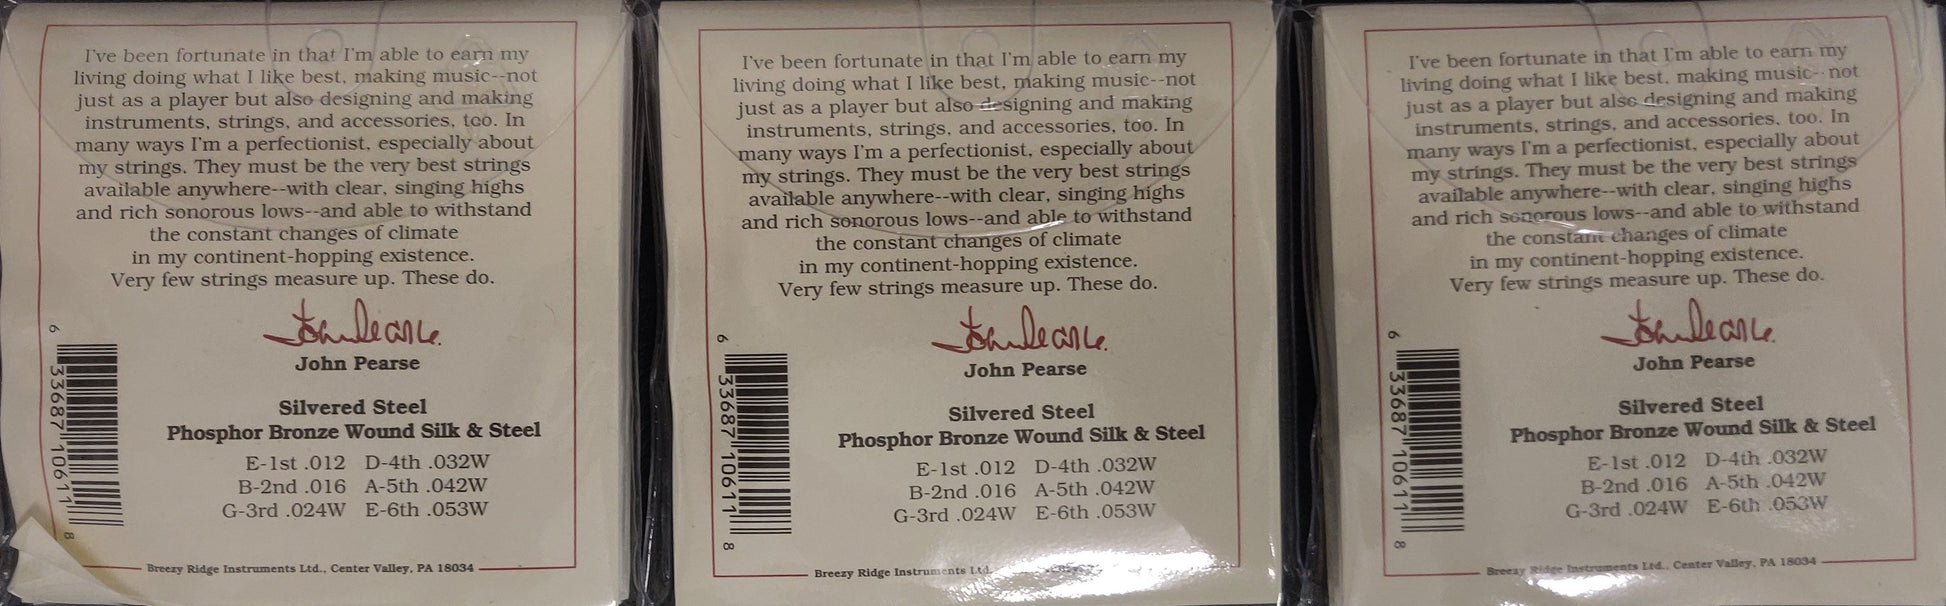 I've been fortunate in that I'm able to earn my
living doing what I like best, making music--not
just as a player but also designing and making
instruments, strings, and accessories, too. In
many ways I'm a perfectionist, especially about
my strings. They must be the very best strings
available anywhere--with clear, singing highs
and rich sonorous lows--and able to withstand
the constant changes of climate
in my continent-hopping existence.
Very few strings measure up. These do.
John Pearse
John Pearse
6 33687 10611 8
Silvered Steel
Phosphor Bronze Wound Silk & Steel
E-1st .012 D-4th .032W
B-2nd .016 A-5th .042W
G-3rd .024W E-6th .053W
Breezy Ridge Instruments Ltd., Center Valley, PA 18034
I've been fortunate in that I'm able to earn my
living doing what I like best, making music--not
just as a player but also designing and making
instruments, strings, and accessories, too. In
many ways I'm a perfectionist, especially about
my strings. They must be the very best strings
available anywhere--with clear, singing highs
and rich sonorous lows--and able to withstand
the constant changes of climate
in my continent-hopping existence.
Very few strings measure up. These do.
John Pearse
John Pearse
6 33687 10611 8
Silvered Steel
Phosphor Bronze Wound Silk & Steel
E-1st .012 D-4th .032W
B-2nd .016 A-5th .042W
G-3rd .024W E-6th .053W
Breezy Ridge Instruments Ltd.
I've been fortunate in that I'm able to earn my
living doing what I like best, making music--not
just as a player but also designing and making
instruments, strings, and accessories, too. In
many ways I'm a perfectionist, especially about
my strings. They must be the very best strings
available anywhere--with clear, singing highs
and rich sonorous lows--and able to withstand
the constant changes of climate
in my continent-hopping existence.
Very few strings measure up. These do.
John Pearse
John Pearse
6 33687 10611 8
Silvered Steel
Phosphor Bronze Wound Silk & Steel
E-1st .012 D-4th .032W
B-2nd .016 A-5th .042W
G-3rd .024W E-6th .053W
Breezy Ridge Instruments Ltd., Center Valley, PA 18034